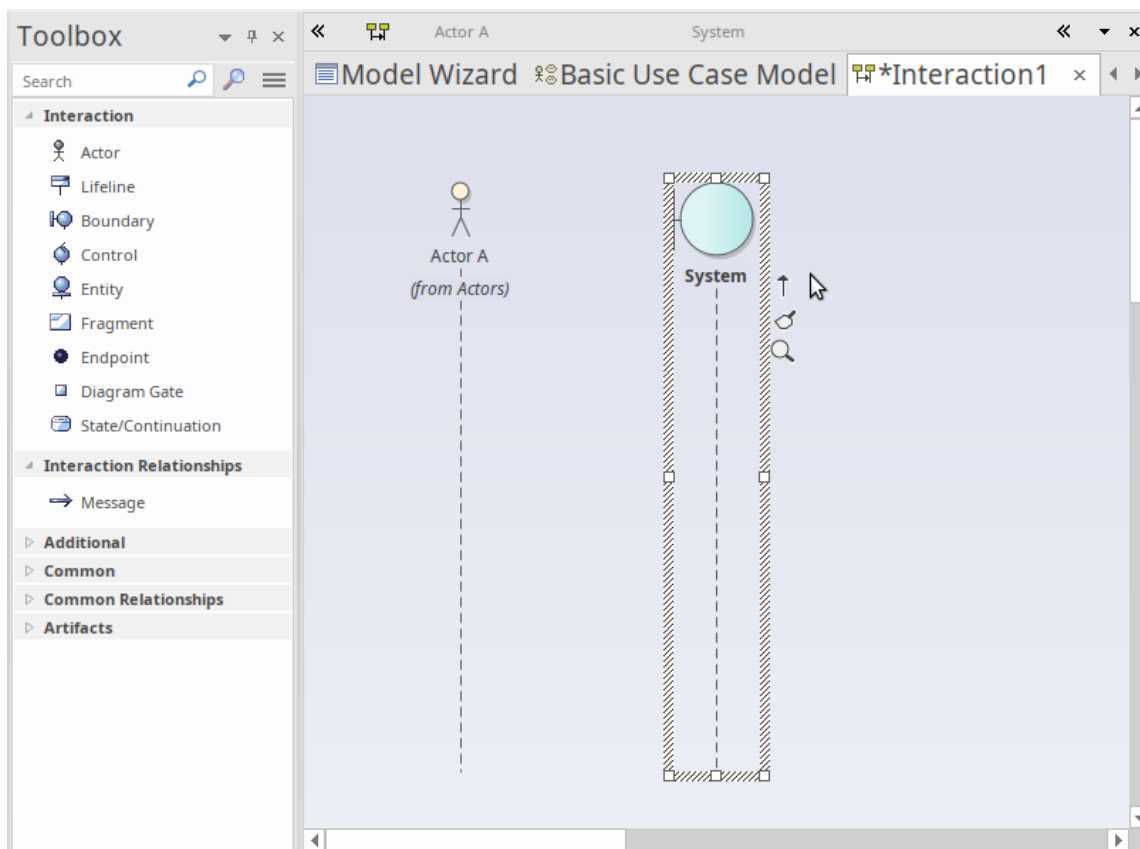 Toolbox
Search
Interaction
Actor
Lifeline
Boundary
Control
Entity
Fragment
Endpoint
Diagram Gate
State/Continuation
Interaction Relationships
Message
Additional
Common
Common Relationships
Artifacts
Actor A System
Model Wizard Basic Use Case Model *Interaction1
Actor A
(from Actors)
System